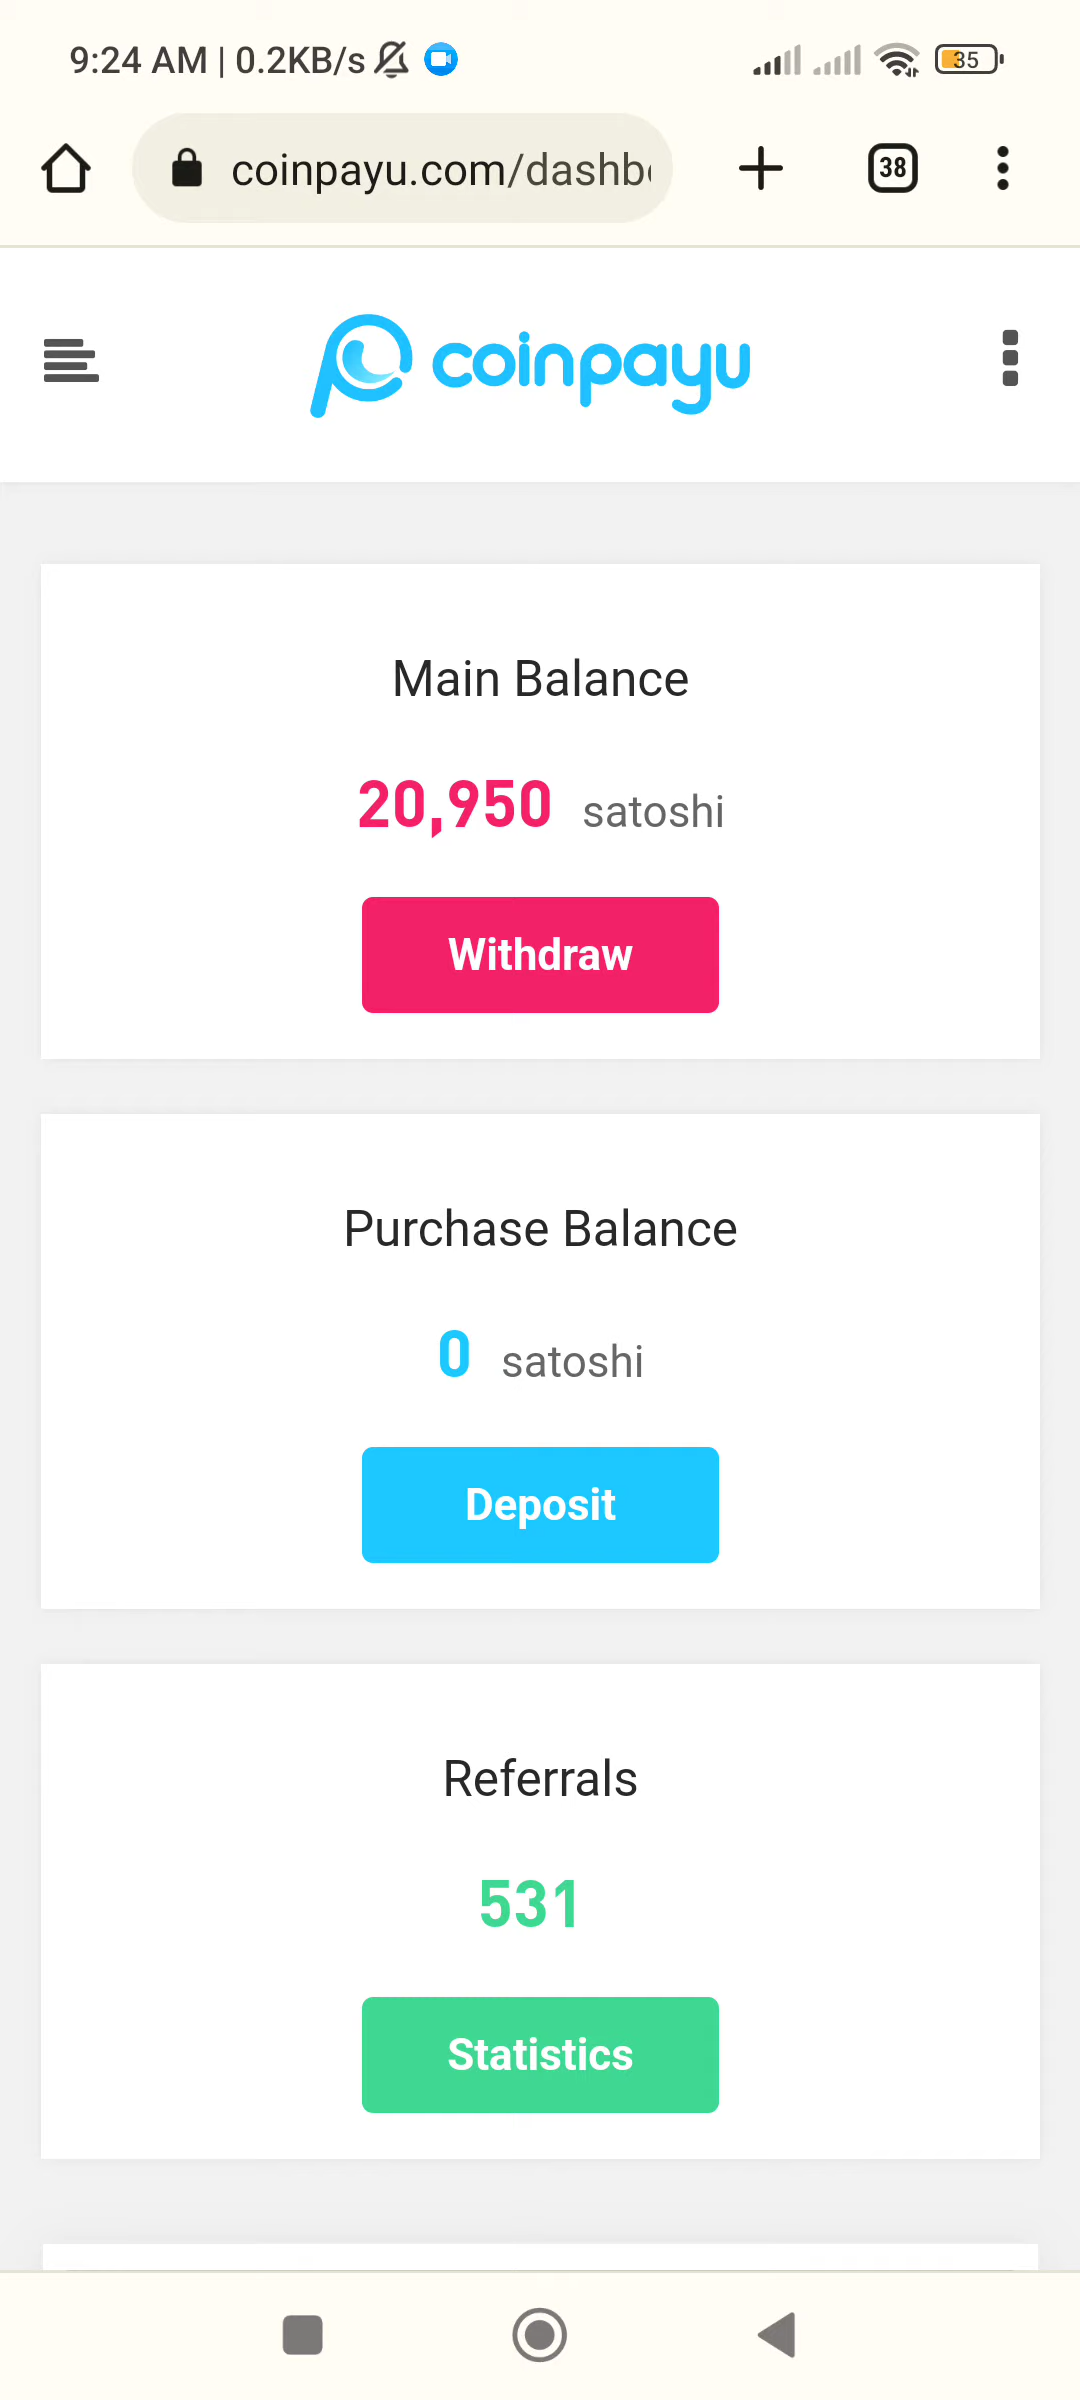 9:24 AM | 0.2KB/s
35
coinpayu.com/dashb
38
coinpayu
Main Balance
20,950 satoshi
Withdraw
Purchase Balance
0 satoshi
Deposit
Referrals
531
Statistics